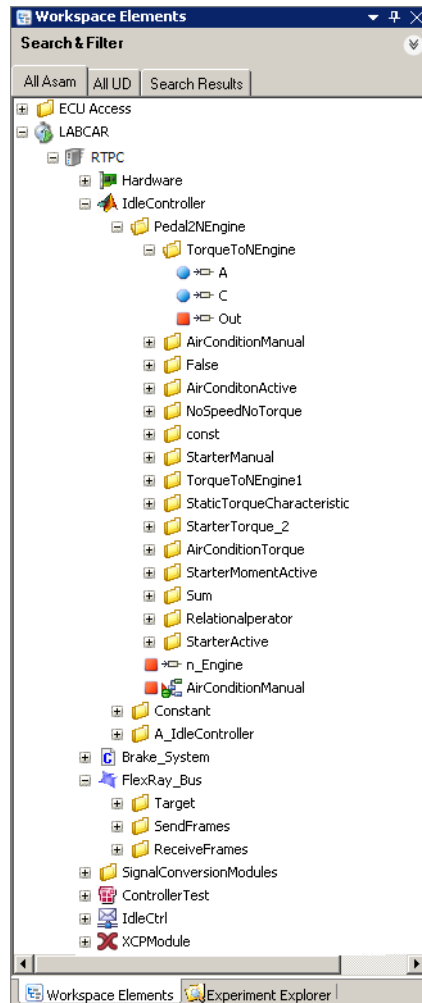 Workspace Elements
Search & Filter
All Asam All UD Search Results
ECU Access
LABCAR
RTPC
Hardware
IdleController
Pedal2NEngine
TorqueToNEngine
A
C
Out
AirConditionManual
False
AirConditonActive
NoSpeedNoTorque
const
StarterManual
TorqueToNEngine1
StaticTorqueCharacteristic
StarterTorque_2
AirConditionTorque
StarterMomentActive
Sum
Relationalperator
StarterActive
n_Engine
AirConditionManual
Constant
A_IdleController
Brake_System
FlexRay_Bus
Target
SendFrames
ReceiveFrames
SignalConversionModules
ControllerTest
IdleCtrl
XCPModule
Workspace Elements Experiment Explorer